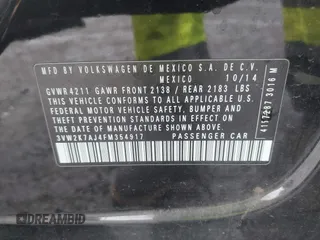 MFD. BY VOLKSWAGEN DE MEXICO S.A. DE C.V.
MEXICO 10/14
GVWR 4211 GAWR FRONT 2138 / REAR 2183 LBS
THIS VEHICLE CONFORMS TO ALL APPLICABLE U.S.
FEDERAL MOTOR VEHICLE SAFETY, BUMPER AND
THEFT PREVENTION STANDARDS IN EFFECT ON THE
DATE OF MANUFACTURE SHOWN ABOVE.
3VW2K7AJ4FM354917 PASSENGER CAR
3016 M
DREAMBID